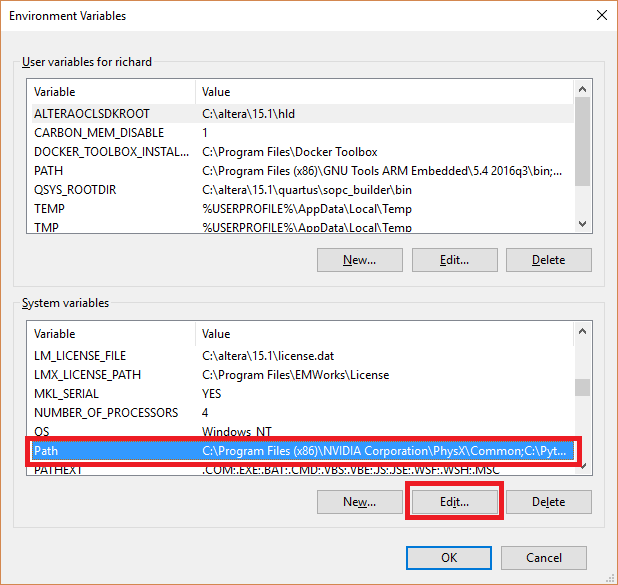 Environment Variables
User variables for richard
Variable Value
ALTERAOCLSDKROOT C:\altera\15.1\hld
CARBON_MEM_DISABLE 1
DOCKER_TOOLBOX_INSTAL... C:\Program Files\Docker Toolbox
PATH C:\Program Files (x86)\GNU Tools ARM Embedded\5.4 2016q3\bin;...
QSYS_ROOTDIR C:\altera\15.1\quartus\sopc_builder\bin
TEMP %USERPROFILE%\AppData\Local\Temp
TMP %USERPROFILE%\AppData\Local\Temp
New... Edit... Delete
System variables
Variable Value
LM_LICENSE_FILE C:\altera\15.1\license.dat
LMX_LICENSE_PATH C:\Program Files\EMWorks\License
MKL_SERIAL YES
NUMBER_OF_PROCESSORS 4
OS Windows_NT
Path C:\Program Files (x86)\NVIDIA Corporation\PhysX\Common;C:\Pyt...
PATHEXT .COM;.EXE;.BAT;.CMD;.VBS;.VBE;.JS;.JSE;.WSF;.WSH;.MSC
New... Edit... Delete
OK Cancel